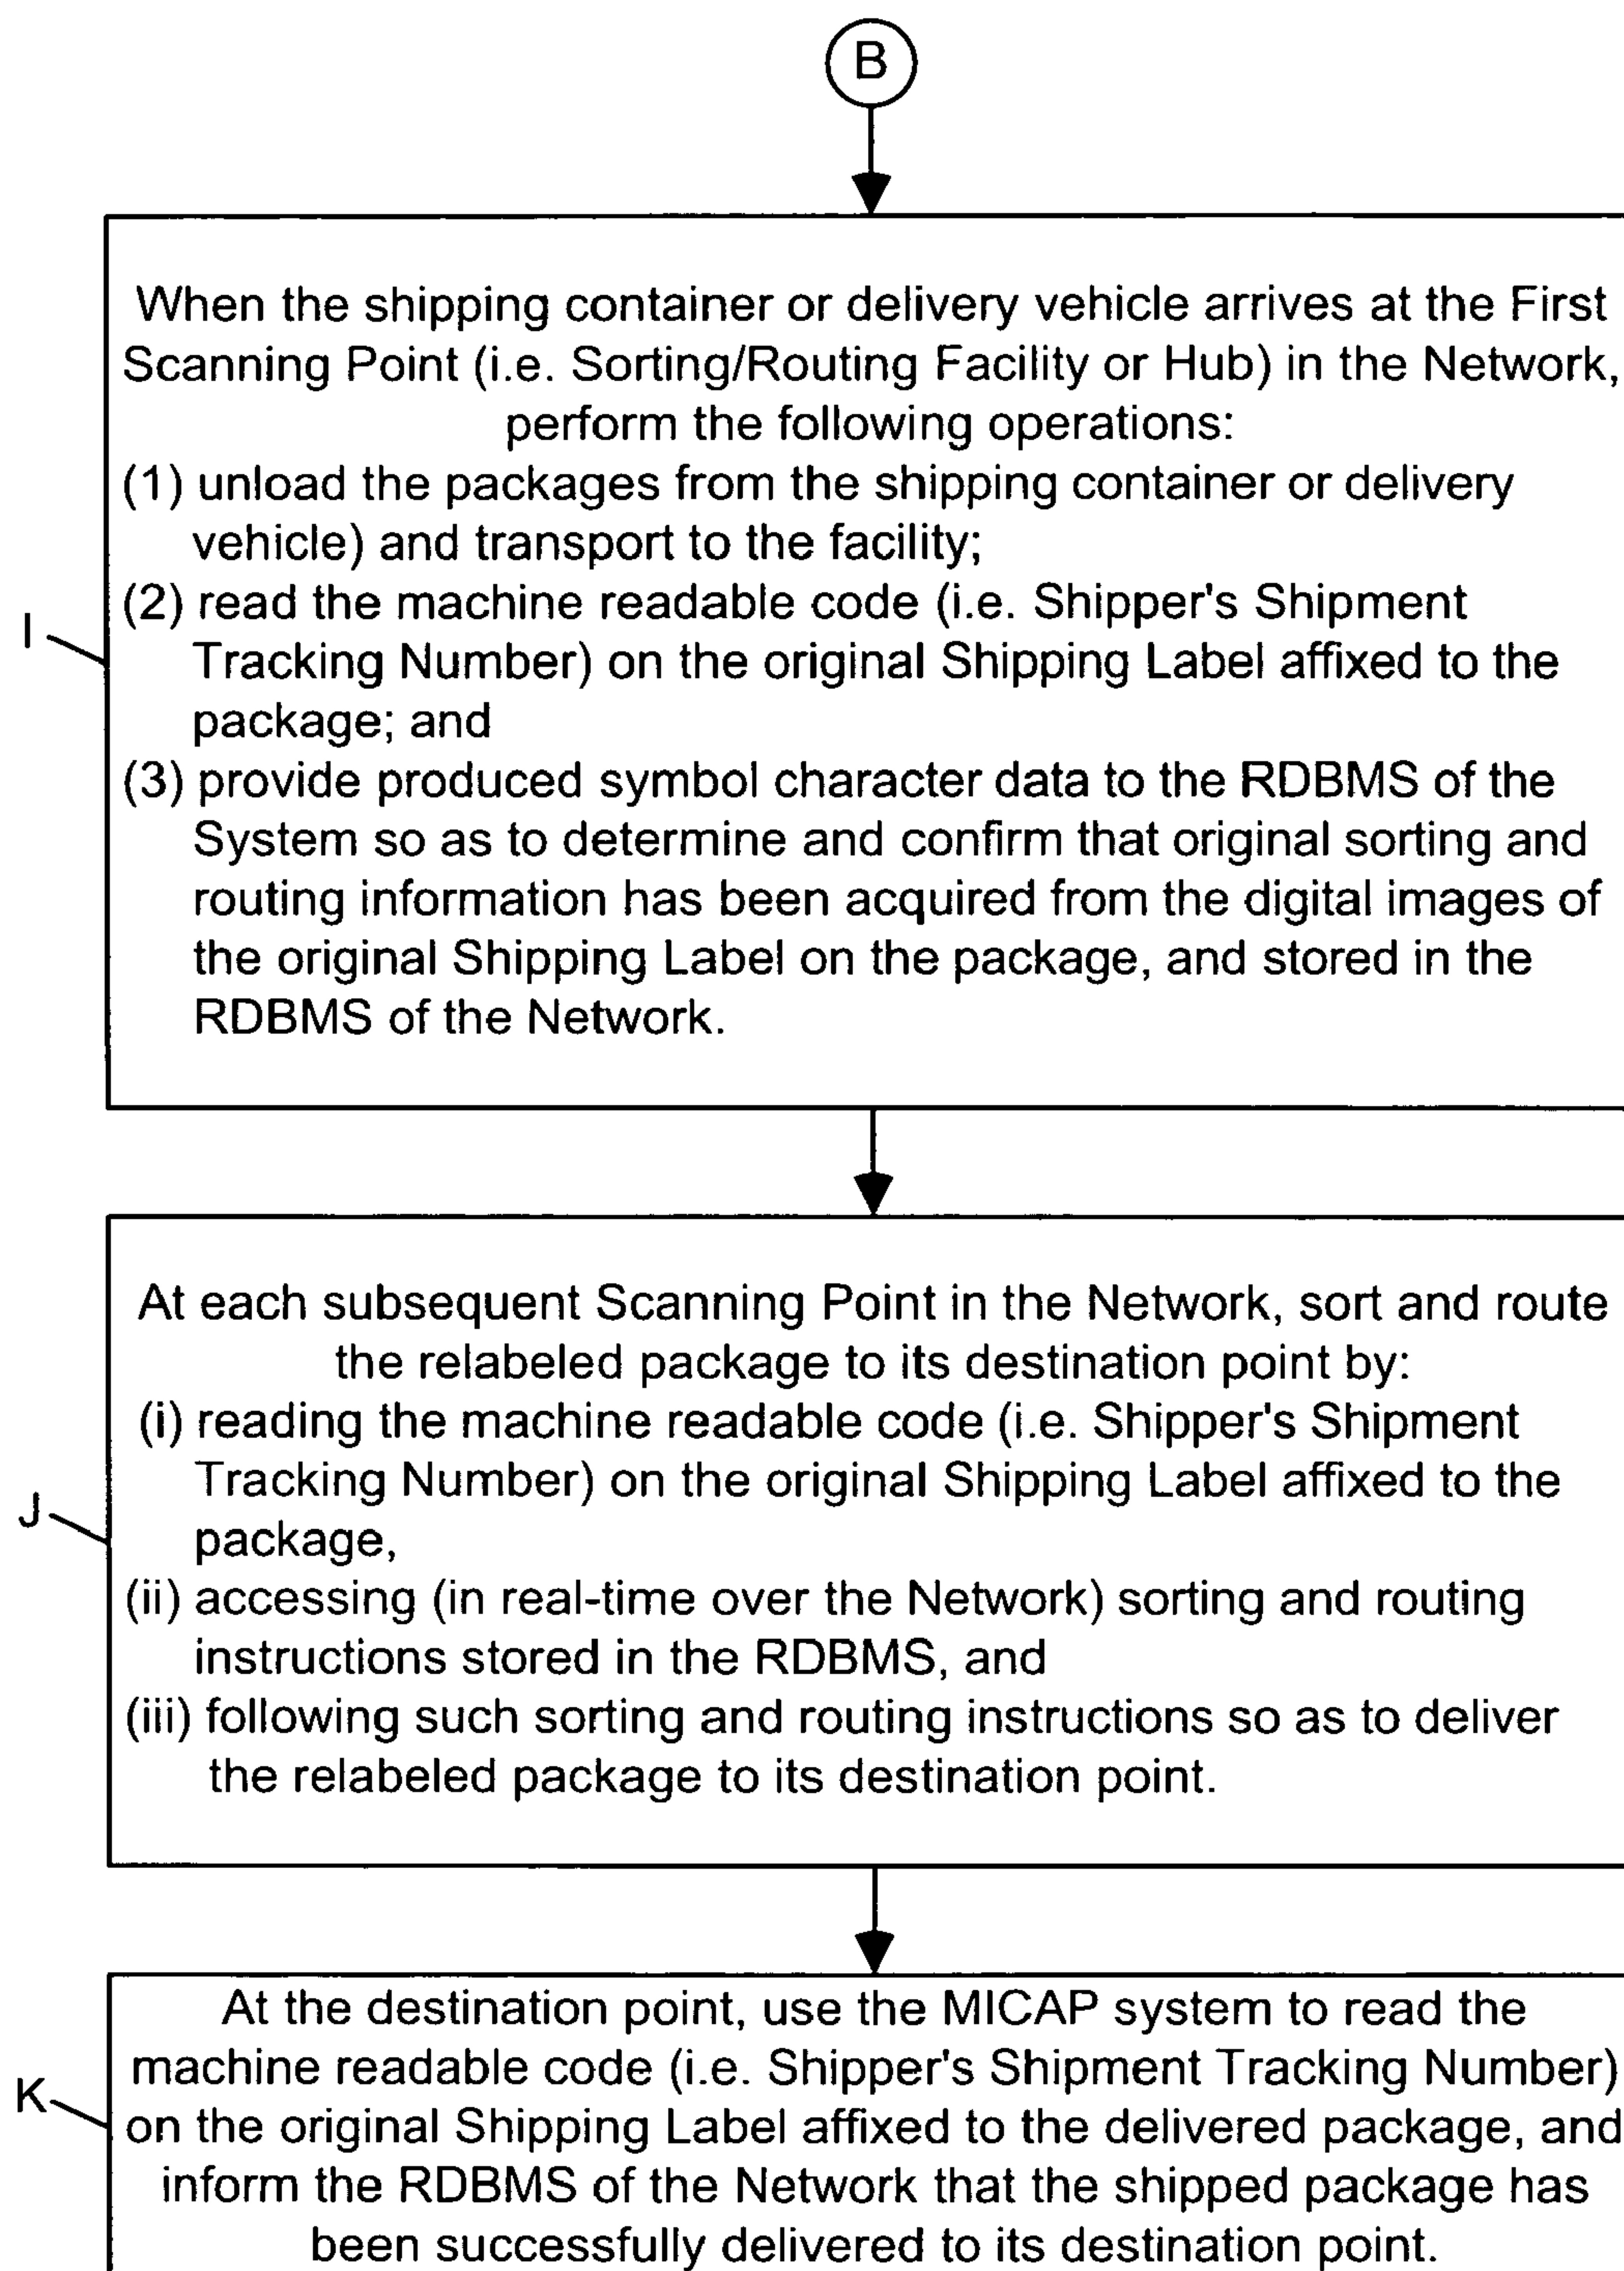 B
When the shipping container or delivery vehicle arrives at the First
Scanning Point (i.e. Sorting/Routing Facility or Hub) in the Network,
perform the following operations:
(1) unload the packages from the shipping container or delivery
vehicle) and transport to the facility;
(2) read the machine readable code (i.e. Shipper's Shipment
Tracking Number) on the original Shipping Label affixed to the
package; and
(3) provide produced symbol character data to the RDBMS of the
System so as to determine and confirm that original sorting and
routing information has been acquired from the digital images of
the original Shipping Label on the package, and stored in the
RDBMS of the Network.
I
At each subsequent Scanning Point in the Network, sort and route
the relabeled package to its destination point by:
(i) reading the machine readable code (i.e. Shipper's Shipment
Tracking Number) on the original Shipping Label affixed to the
package,
(ii) accessing (in real-time over the Network) sorting and routing
instructions stored in the RDBMS, and
(iii) following such sorting and routing instructions so as to deliver
the relabeled package to its destination point.
J
At the destination point, use the MICAP system to read the
machine readable code (i.e. Shipper's Shipment Tracking Number)
on the original Shipping Label affixed to the delivered package, and
inform the RDBMS of the Network that the shipped package has
been successfully delivered to its destination point.
K